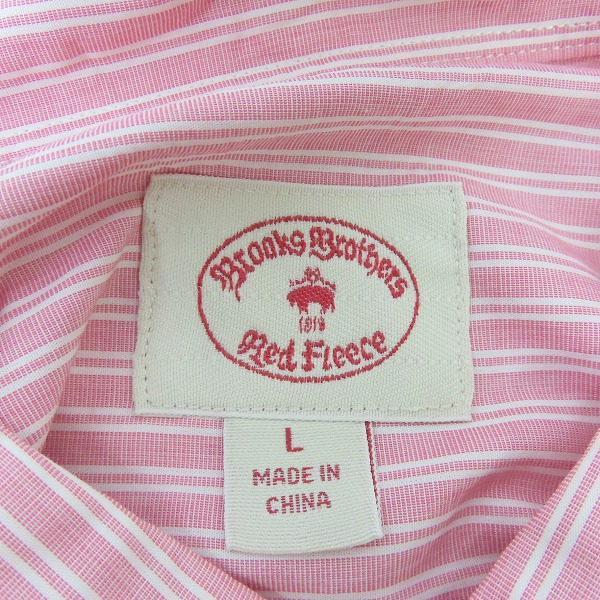 Brooks Brothers
1818
Red Fleece
L
MADE IN
CHINA